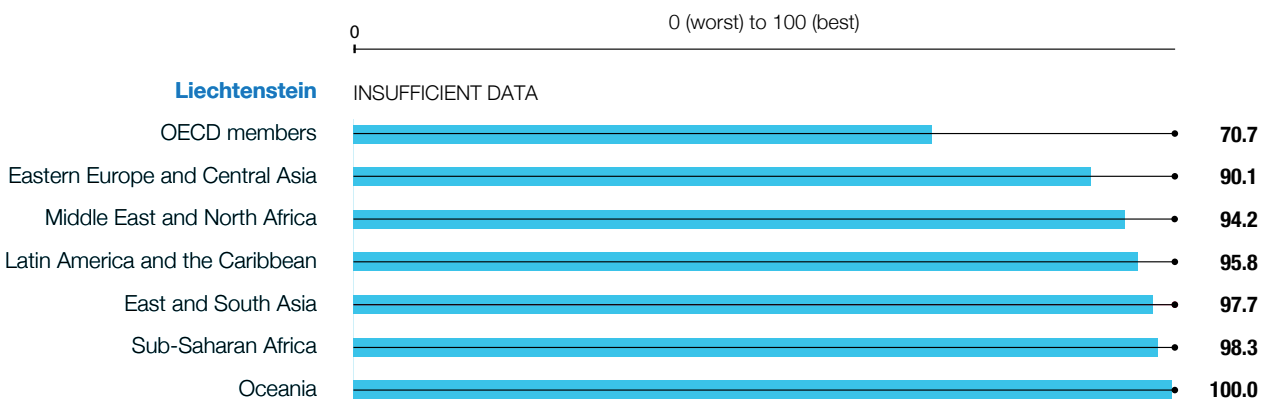 0 (worst) to 100 (best)
0
Liechtenstein INSUFFICIENT DATA
OECD members 70.7
Eastern Europe and Central Asia 90.1
Middle East and North Africa 94.2
Latin America and the Caribbean 95.8
East and South Asia 97.7
Sub-Saharan Africa 98.3
Oceania 100.0